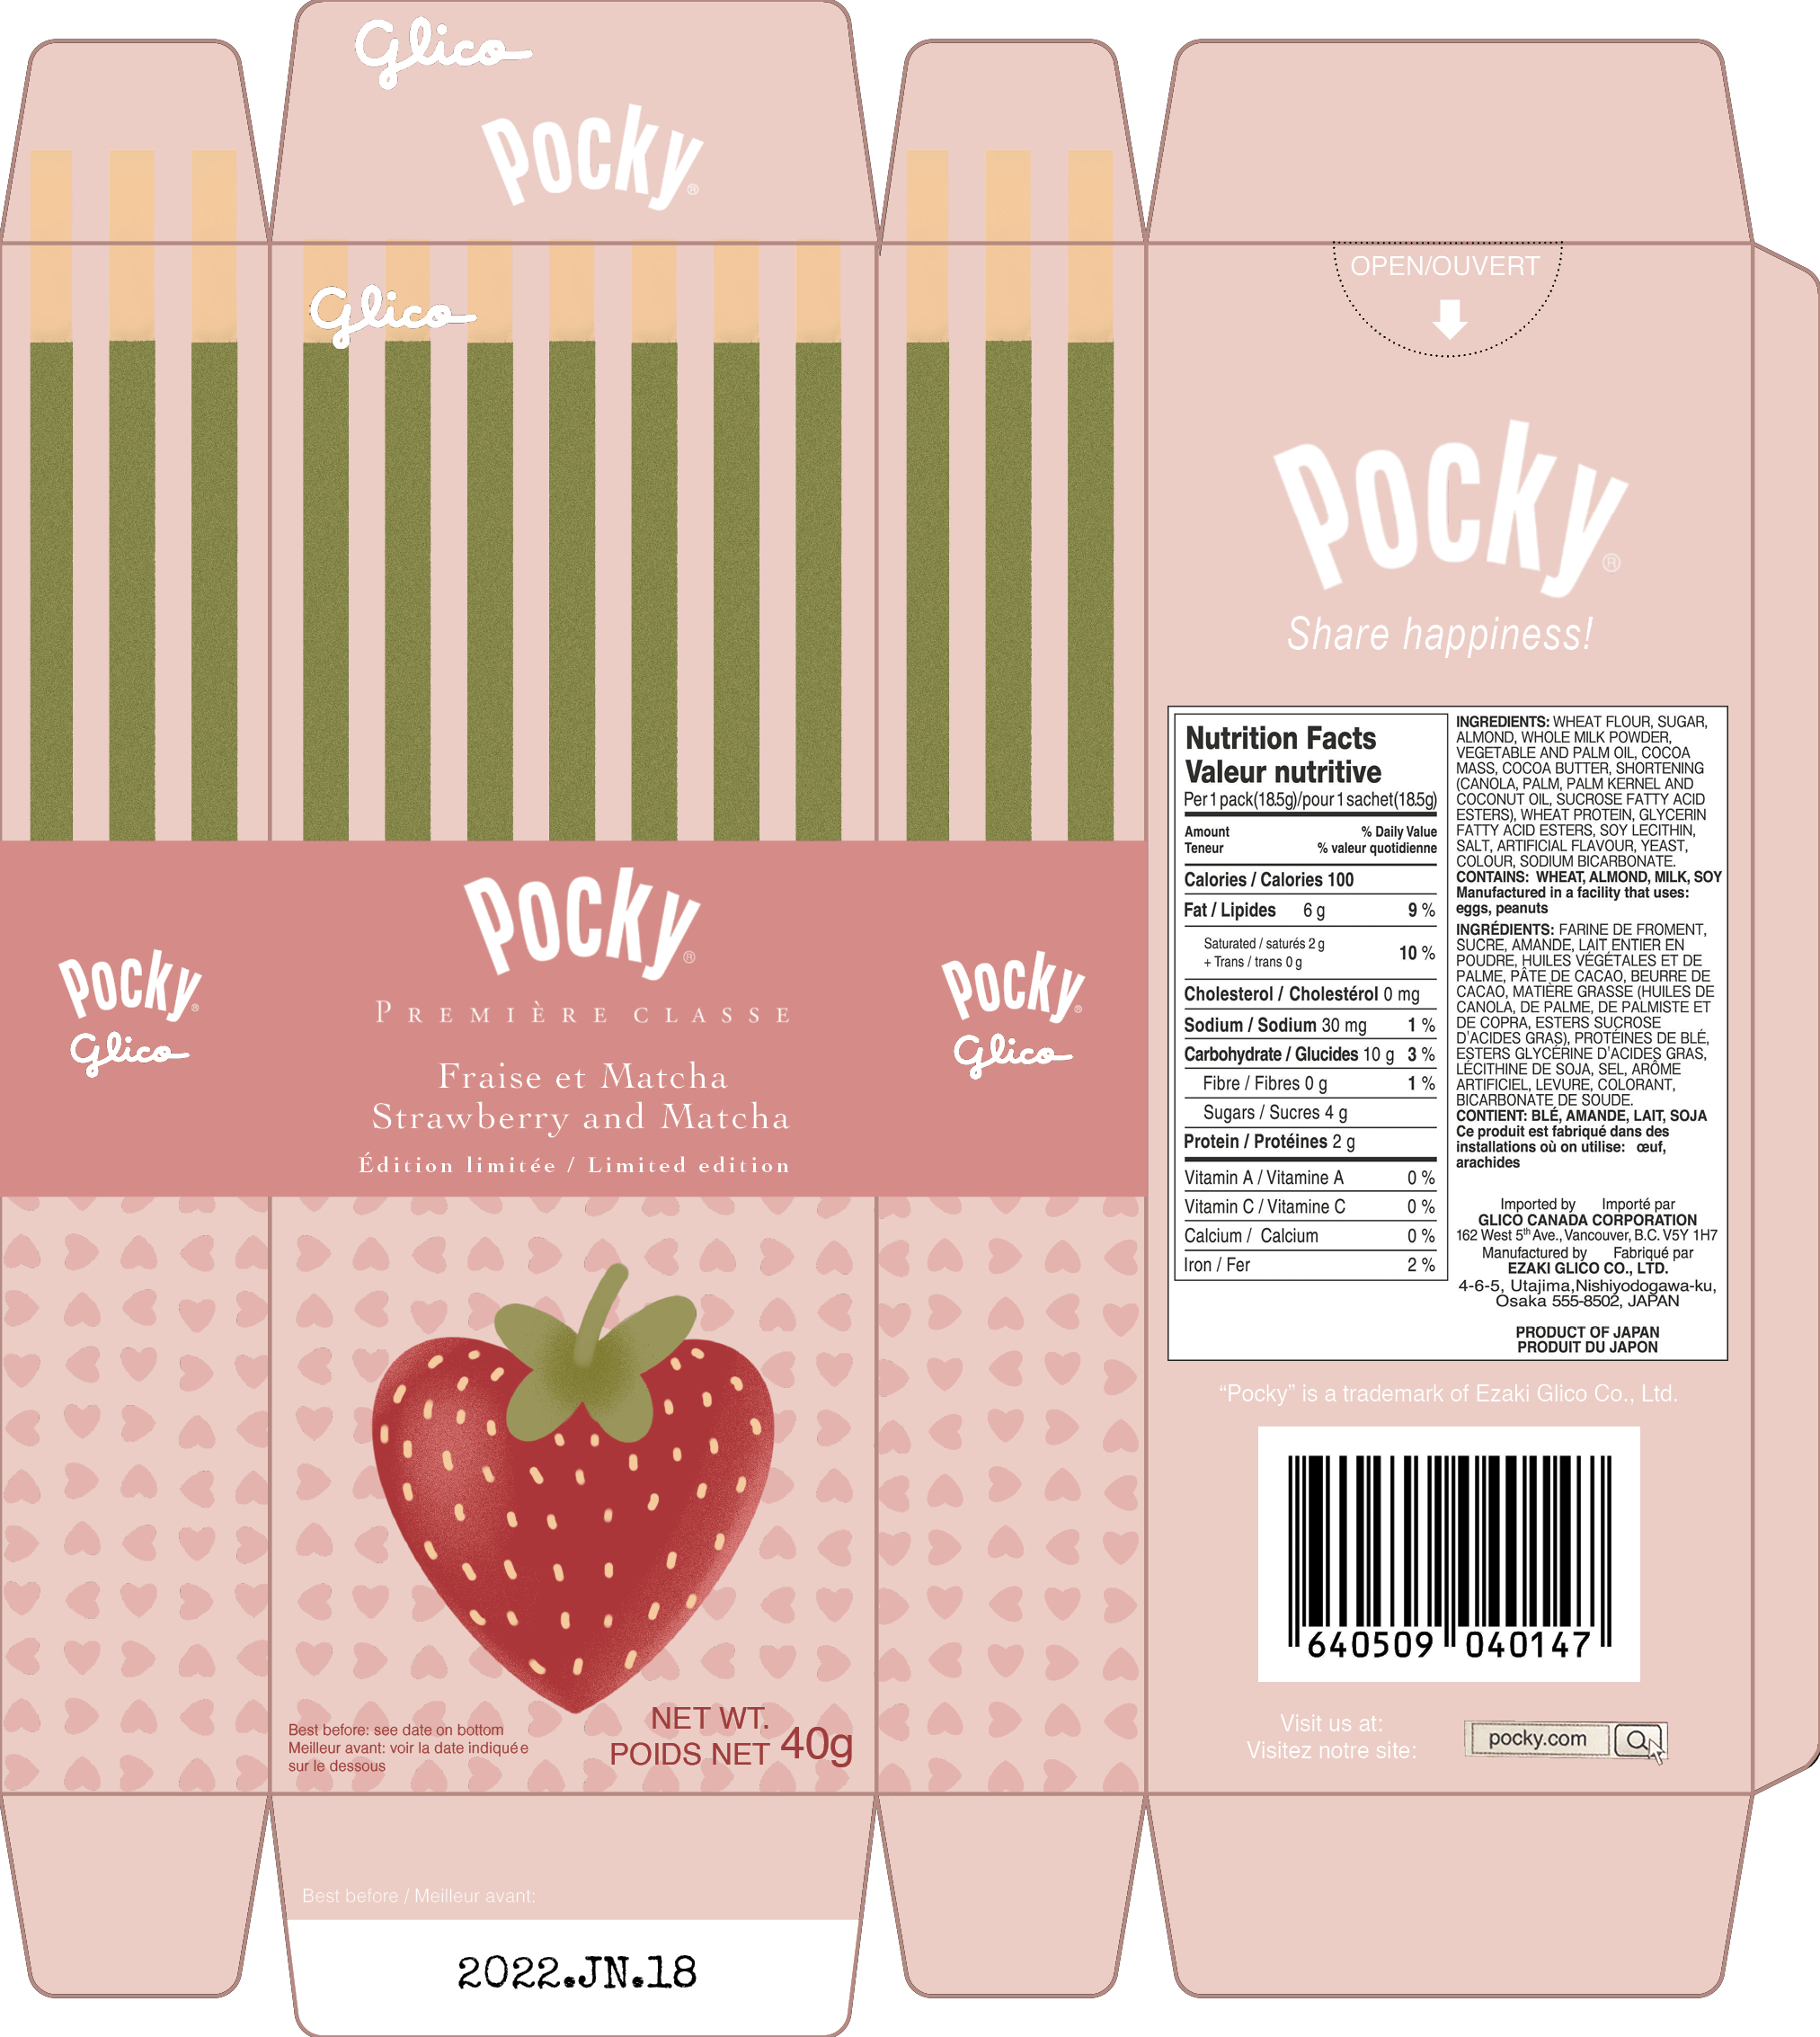 Glico
Pocky®
Glico
Pocky®
PREMIÈRE CLASSE
Fraise et Matcha
Strawberry and Matcha
Édition limitée / Limited edition
Pocky®
Glico
Pocky®
Glico
Best before: see date on bottom
Meilleur avant: voir la date indiquée
sur le dessous
NET WT.
POIDS NET 40g
Best before / Meilleur avant:
2022.JN.18
OPEN/OUVERT
Pocky®
Share happiness!
Nutrition Facts
Valeur nutritive
Per 1 pack(18.5g)/pour 1 sachet(18.5g)
Amount % Daily Value
Teneur % valeur quotidienne
Calories / Calories 100
Fat / Lipides 6 g 9 %
Saturated / saturés 2 g
+ Trans / trans 0 g 10 %
Cholesterol / Cholestérol 0 mg
Sodium / Sodium 30 mg 1 %
Carbohydrate / Glucides 10 g 3 %
Fibre / Fibres 0 g 1 %
Sugars / Sucres 4 g
Protein / Protéines 2 g
Vitamin A / Vitamine A 0 %
Vitamin C / Vitamine C 0 %
Calcium / Calcium 0 %
Iron / Fer 2 %
INGREDIENTS: WHEAT FLOUR, SUGAR,
ALMOND, WHOLE MILK POWDER,
VEGETABLE AND PALM OIL, COCOA
MASS, COCOA BUTTER, SHORTENING
(CANOLA, PALM, PALM KERNEL AND
COCONUT OIL, SUCROSE FATTY ACID
ESTERS), WHEAT PROTEIN, GLYCERIN
FATTY ACID ESTERS, SOY LECITHIN,
SALT, ARTIFICIAL FLAVOUR, YEAST,
COLOUR, SODIUM BICARBONATE.
CONTAINS: WHEAT, ALMOND, MILK, SOY
Manufactured in a facility that uses:
eggs, peanuts
INGRÉDIENTS: FARINE DE FROMENT,
SUCRE, AMANDE, LAIT ENTIER EN
POUDRE, HUILES VÉGÉTALES ET DE
PALME, PÂTE DE CACAO, BEURRE DE
CACAO, MATIÈRE GRASSE (HUILES DE
CANOLA, DE PALME, DE PALMISTE ET
DE COPRA, ESTERS SUCROSE
D'ACIDES GRAS), PROTÉINES DE BLÉ,
ESTERS GLYCÉRINE D'ACIDES GRAS,
LÉCITHINE DE SOJA, SEL, ARÔME
ARTIFICIEL, LEVURE, COLORANT,
BICARBONATE DE SOUDE.
CONTIENT: BLÉ, AMANDE, LAIT, SOJA
Ce produit est fabriqué dans des
installations où on utilise: œuf,
arachides
Imported by Importé par
GLICO CANADA CORPORATION
162 West 5th Ave., Vancouver, B.C. V5Y 1H7
Manufactured by Fabriqué par
EZAKI GLICO CO., LTD.
4-6-5, Utajima,Nishiyodogawa-ku,
Osaka 555-8502, JAPAN
PRODUCT OF JAPAN
PRODUIT DU JAPON
“Pocky” is a trademark of Ezaki Glico Co., Ltd.
640509 040147
Visit us at:
Visitez notre site:
pocky.com